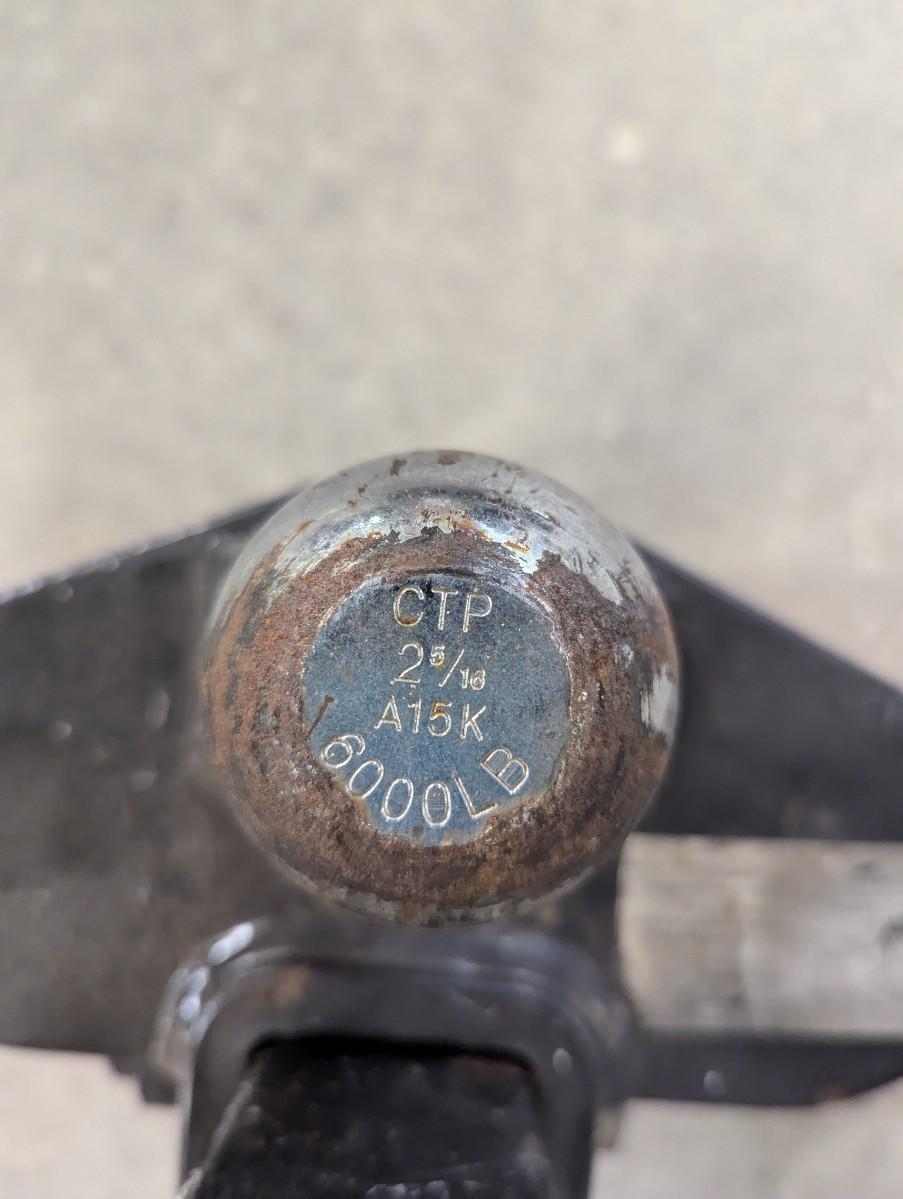 CTP
2 5/16
A15K
6000LB